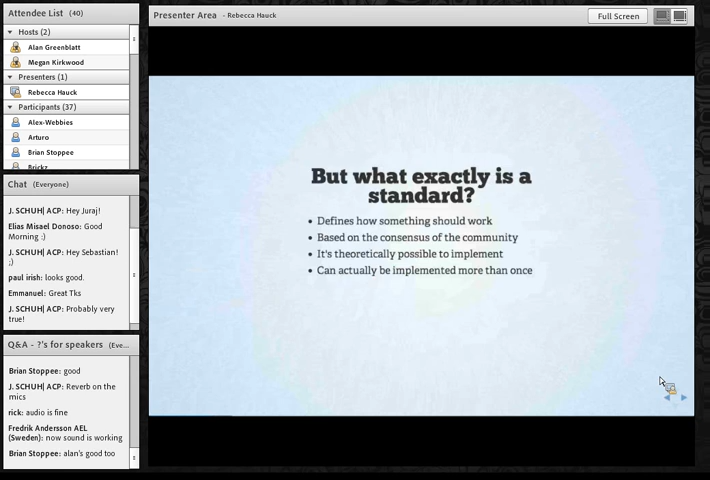 Attendee List (40)
Hosts (2)
Alan Greenblatt
Megan Kirkwood
Presenters (1)
Rebecca Hauck
Participants (37)
Alex-Webbies
Arturo
Brian Stoppee
Brickz
Chat (Everyone)
J. SCHUH| ACP: Hey Juraj!
Elias Misael Donoso: Good
Morning :)
J. SCHUH| ACP: Hey Sebastian!
;)
paul irish: looks good.
Emmanuel: Great Tks
J. SCHUH| ACP: Probably very
true!
Q&A - ?'s for speakers (Eve...
Brian Stoppee: good
J. SCHUH| ACP: Reverb on the
mics
rick: audio is fine
Fredrik Andersson AEL
(Sweden): now sound is working
Brian Stoppee: alan's good too
Presenter Area - Rebecca Hauck
Full Screen
But what exactly is a
standard?
• Defines how something should work
• Based on the consensus of the community
• It's theoretically possible to implement
• Can actually be implemented more than once